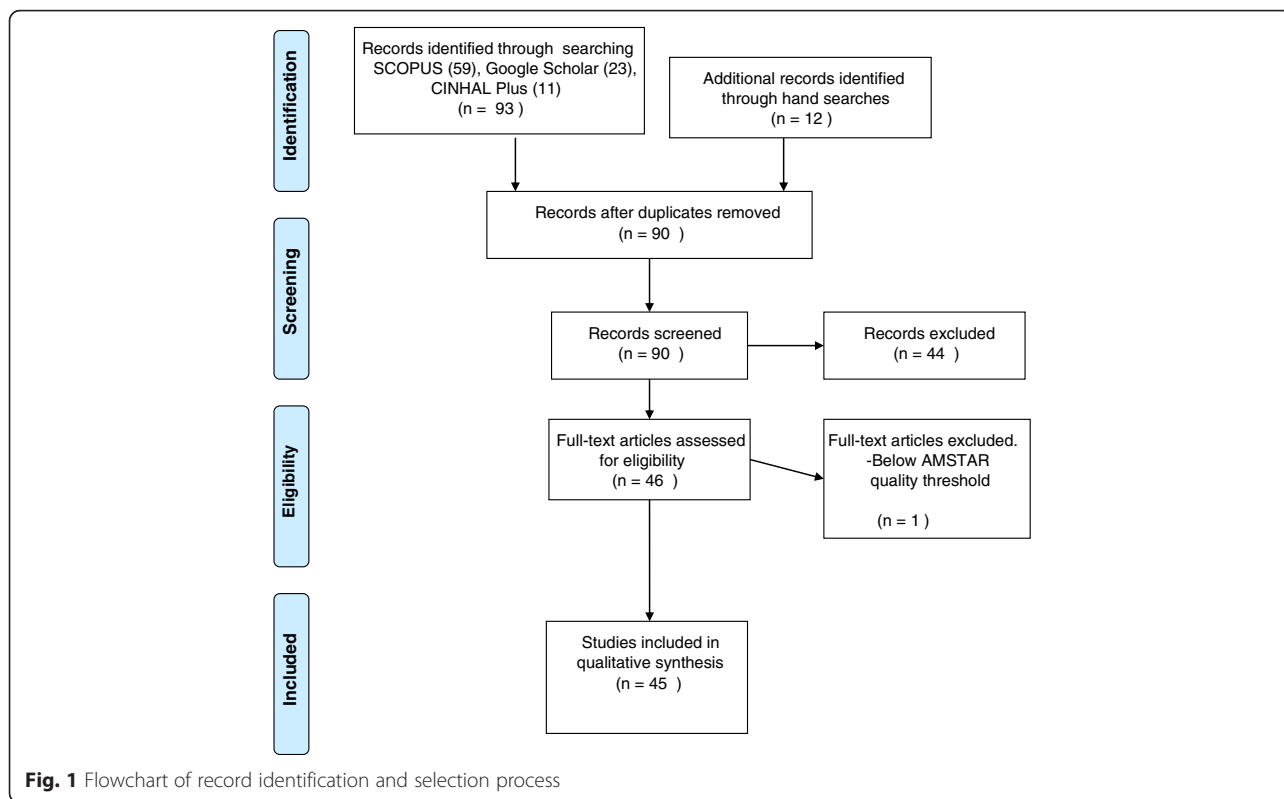 Identification
Records identified through searching
SCOPUS (59), Google Scholar (23),
CINHAL Plus (11)
(n = 93 )
Additional records identified
through hand searches
(n = 12 )
Screening
Records after duplicates removed
(n = 90 )
Records screened
(n = 90 )
Records excluded
(n = 44 )
Eligibility
Full-text articles assessed
for eligibility
(n = 46 )
Full-text articles excluded.
-Below AMSTAR
quality threshold
(n = 1 )
Included
Studies included in
qualitative synthesis
(n = 45 )
Fig. 1 Flowchart of record identification and selection process